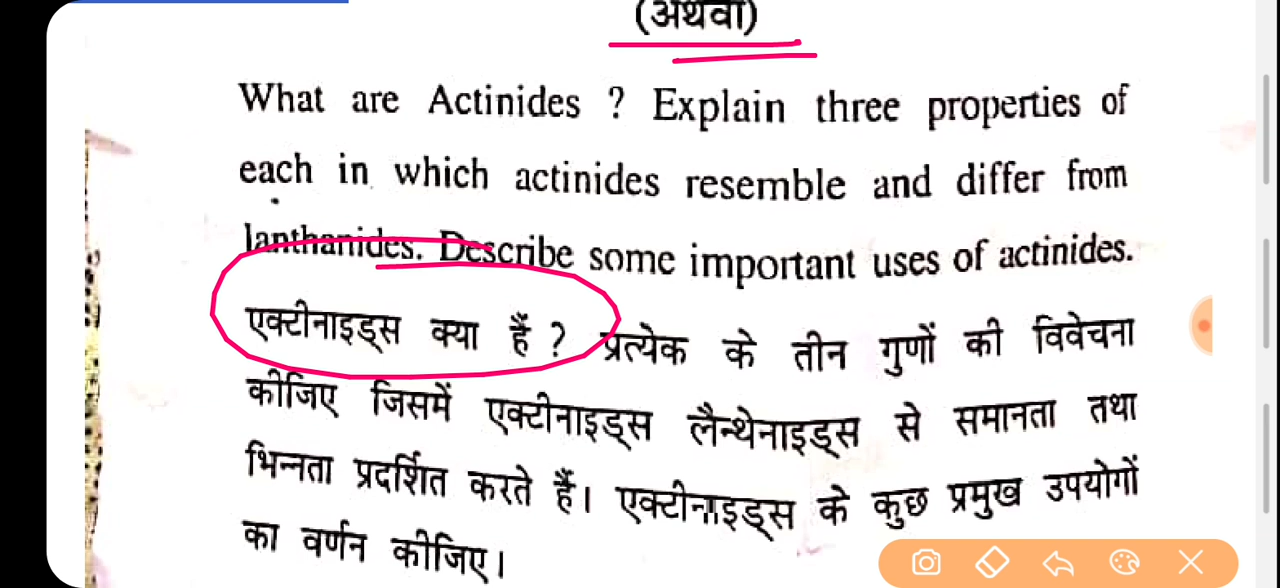 (अथवा)
What are Actinides ? Explain three properties of
each in which actinides resemble and differ from
lanthanides. Describe some important uses of actinides.
एक्टीनाइड्स क्या हैं ? प्रत्येक के तीन गुणों की विवेचना
कीजिए जिसमें एक्टीनाइड्स लैन्थेनाइड्स से समानता तथा
भिन्नता प्रदर्शित करते हैं। एक्टीनाइड्स के कुछ प्रमुख उपयोगों
का वर्णन कीजिए।